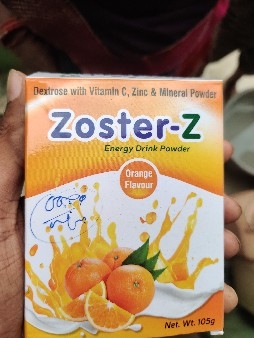 Dextrose with Vitamin C, Zinc & Mineral Powder
Zoster-Z
Energy Drink Powder
Orange
Flavour
Net. Wt. 105g